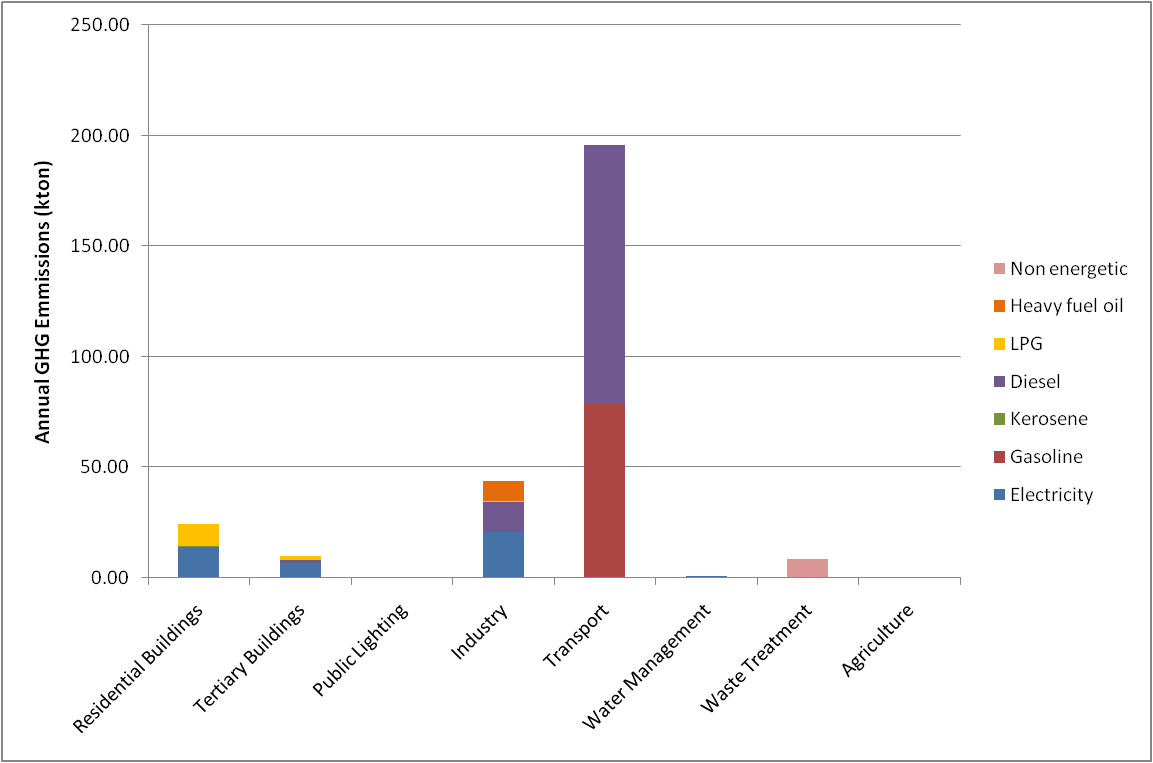 250.00
200.00
150.00
100.00
50.00
0.00
Annual GHG Emmissions (kton)
Residential Buildings
Tertiary Buildings
Public Lighting
Industry
Transport
Water Management
Waste Treatment
Agriculture
Non energetic
Heavy fuel oil
LPG
Diesel
Kerosene
Gasoline
Electricity